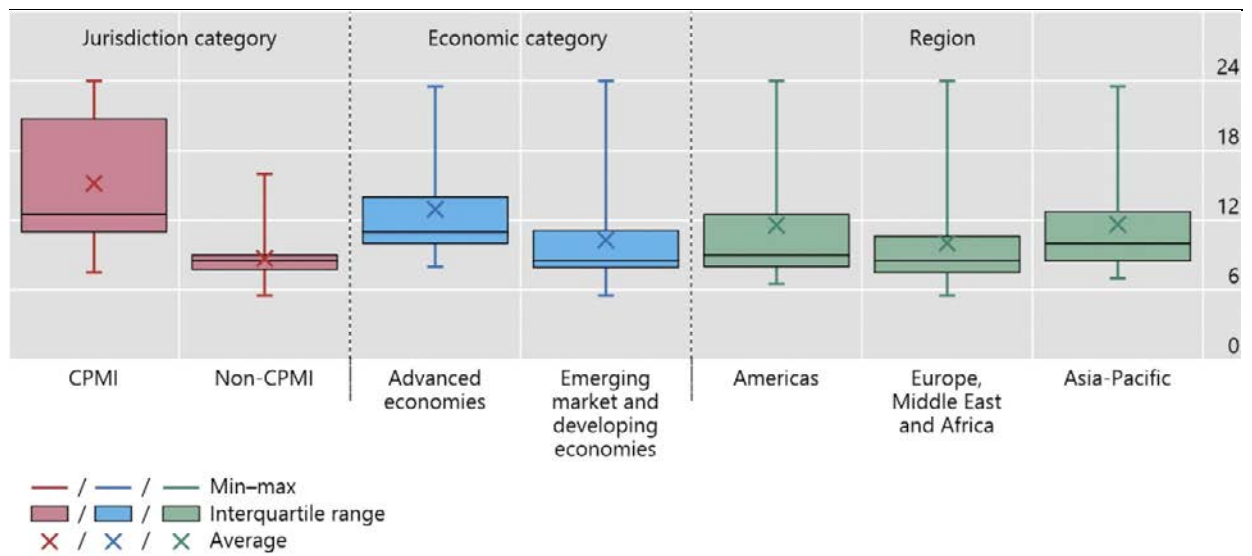 Jurisdiction category
Economic category
Region
24
18
12
6
0
CPMI
Non-CPMI
Advanced
economies
Emerging
market and
developing
economies
Americas
Europe,
Middle East
and Africa
Asia-Pacific
/ / Min–max
/ / Interquartile range
/ / Average